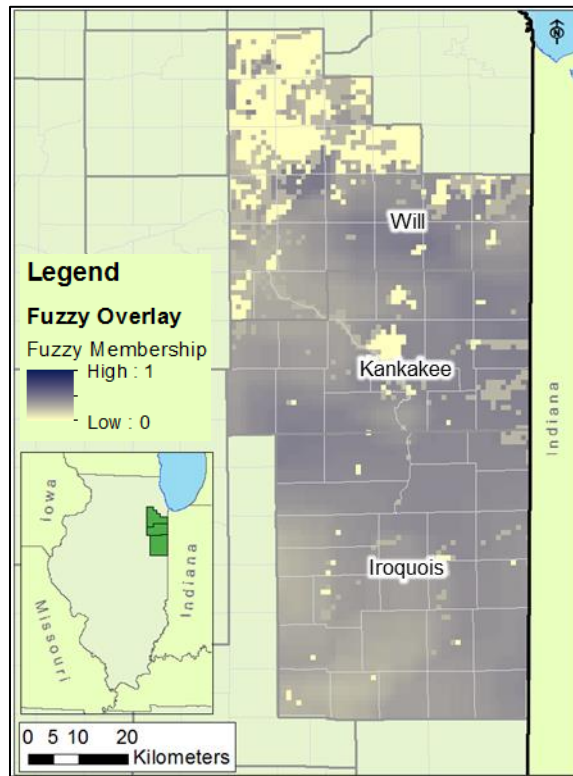 N
Will
Legend
Fuzzy Overlay
Fuzzy Membership
High : 1
Low : 0
Kankakee
Indiana
Iowa
Indiana
Missouri
Iroquois
0 5 10 20
Kilometers